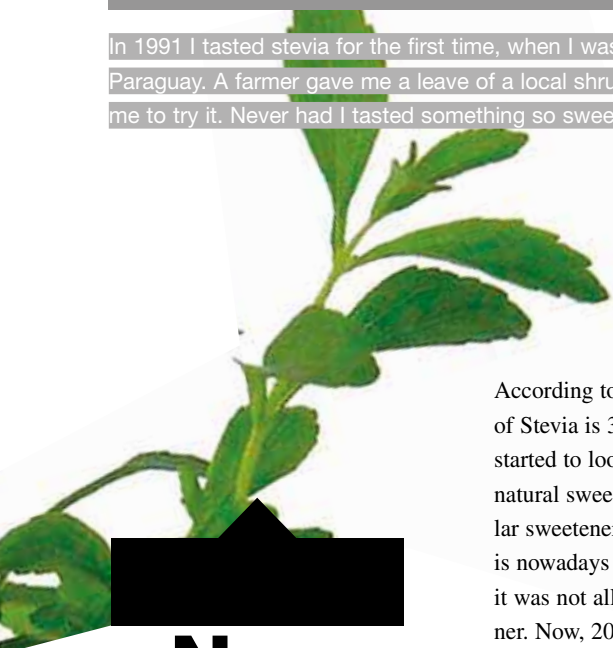 In 1991 I tasted stevia for the first time, when I was
Paraguay. A farmer gave me a leave of a local shru
me to try it. Never had I tasted something so swee
According to
of Stevia is 3
started to loo
natural swee
lar sweetene
is nowadays
it was not all
ner. Now, 20